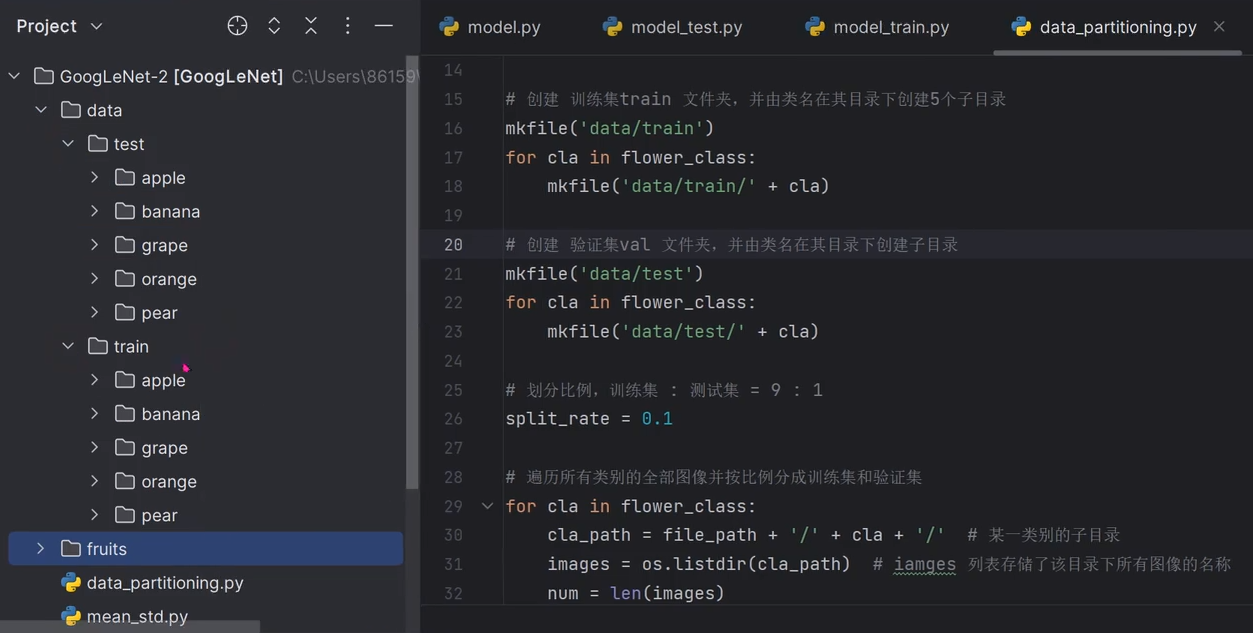 Project
GoogLeNet-2 [GoogLeNet] C:\Users\86159\
data
test
apple
banana
grape
orange
pear
train
apple
banana
grape
orange
pear
fruits
data_partitioning.py
mean_std.py
model.py model_test.py model_train.py data_partitioning.py
14
15 # 创建 训练集train 文件夹，并由类名在其目录下创建5个子目录
16 mkfile('data/train')
17 for cla in flower_class:
18 mkfile('data/train/' + cla)
19
20 # 创建 验证集val 文件夹，并由类名在其目录下创建子目录
21 mkfile('data/test')
22 for cla in flower_class:
23 mkfile('data/test/' + cla)
24
25 # 划分比例，训练集 : 测试集 = 9 : 1
26 split_rate = 0.1
27
28 # 遍历所有类别的全部图像并按比例分成训练集和验证集
29 for cla in flower_class:
30 cla_path = file_path + '/' + cla + '/' # 某一类别的子目录
31 images = os.listdir(cla_path) # iamges 列表存储了该目录下所有图像的名称
32 num = len(images)